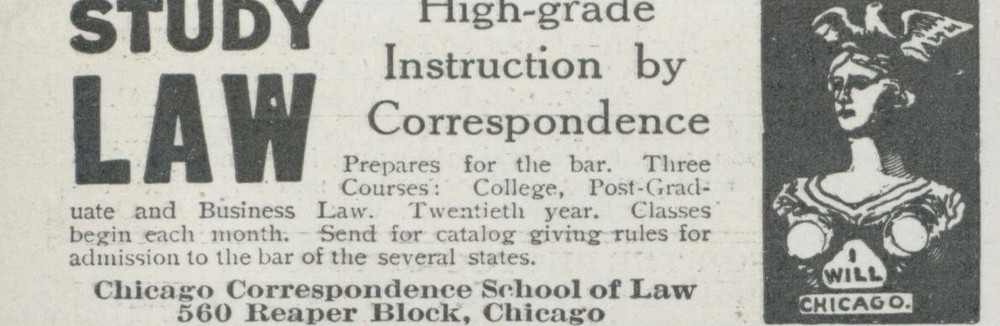 STUDY
LAW
High-grade
Instruction by
Correspondence
Prepares for the bar. Three
Courses: College, Post-Grad-
uate and Business Law. Twentieth year. Classes
begin each month. Send for catalog giving rules for
admission to the bar of the several states.
Chicago Correspondence School of Law
560 Reaper Block, Chicago
I
WILL
CHICAGO.